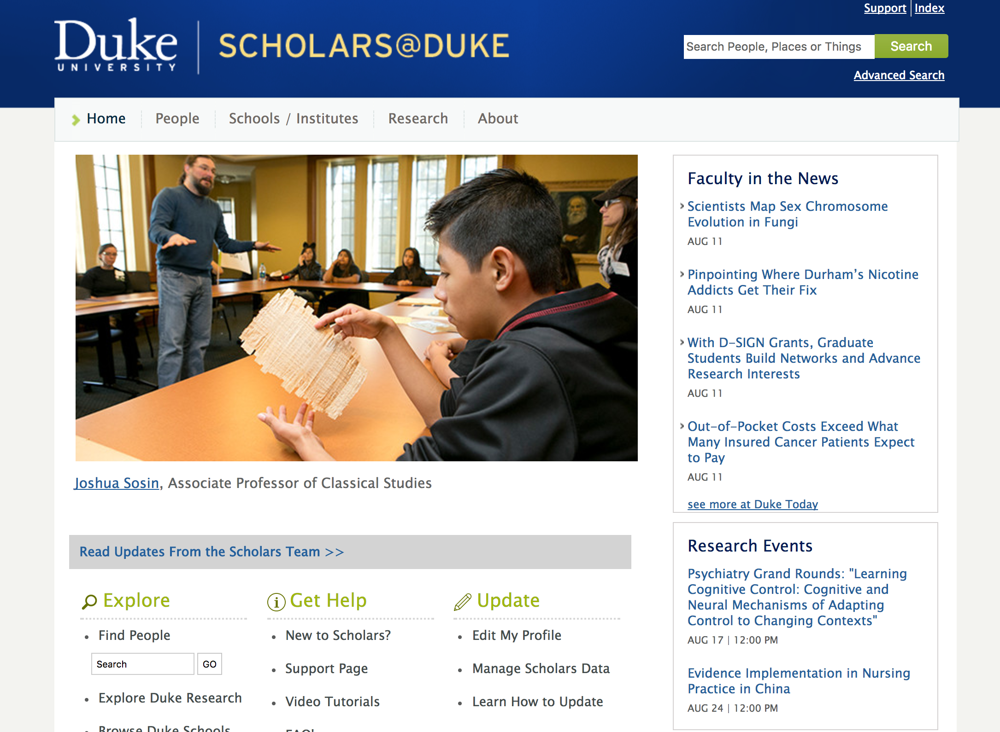 Support | Index
Duke
UNIVERSITY
SCHOLARS@DUKE
Search People, Places or Things
Search
Advanced Search
Home
People
Schools / Institutes
Research
About
Joshua Sosin, Associate Professor of Classical Studies
Read Updates From the Scholars Team >>
Explore
Find People
Search
GO
Explore Duke Research
Browse Duke Schools
Get Help
New to Scholars?
Support Page
Video Tutorials
Update
Edit My Profile
Manage Scholars Data
Learn How to Update
Faculty in the News
Scientists Map Sex Chromosome
Evolution in Fungi
AUG 11
Pinpointing Where Durham’s Nicotine
Addicts Get Their Fix
AUG 11
With D-SIGN Grants, Graduate
Students Build Networks and Advance
Research Interests
AUG 11
Out-of-Pocket Costs Exceed What
Many Insured Cancer Patients Expect
to Pay
AUG 11
see more at Duke Today
Research Events
Psychiatry Grand Rounds: "Learning
Cognitive Control: Cognitive and
Neural Mechanisms of Adapting
Control to Changing Contexts"
AUG 17 | 12:00 PM
Evidence Implementation in Nursing
Practice in China
AUG 24 | 12:00 PM